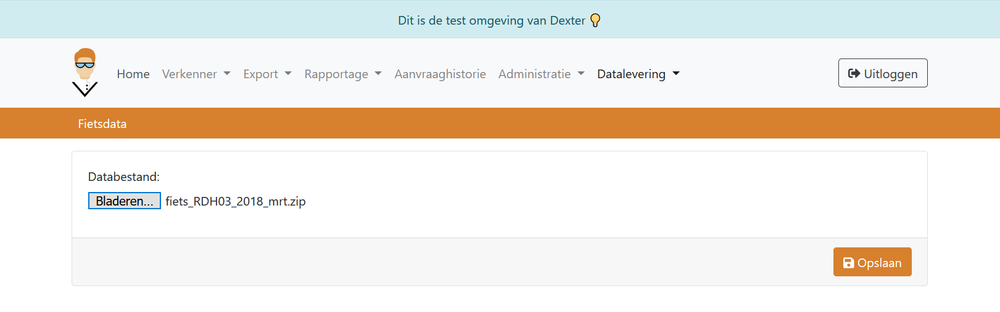 Dit is de test omgeving van Dexter
Home Verkenner Export Rapportage Aanvraaghistorie Administratie Datalevering Uitloggen
Fietsdata
Databestand:
Bladeren... fiets_RDH03_2018_mrt.zip
Opslaan